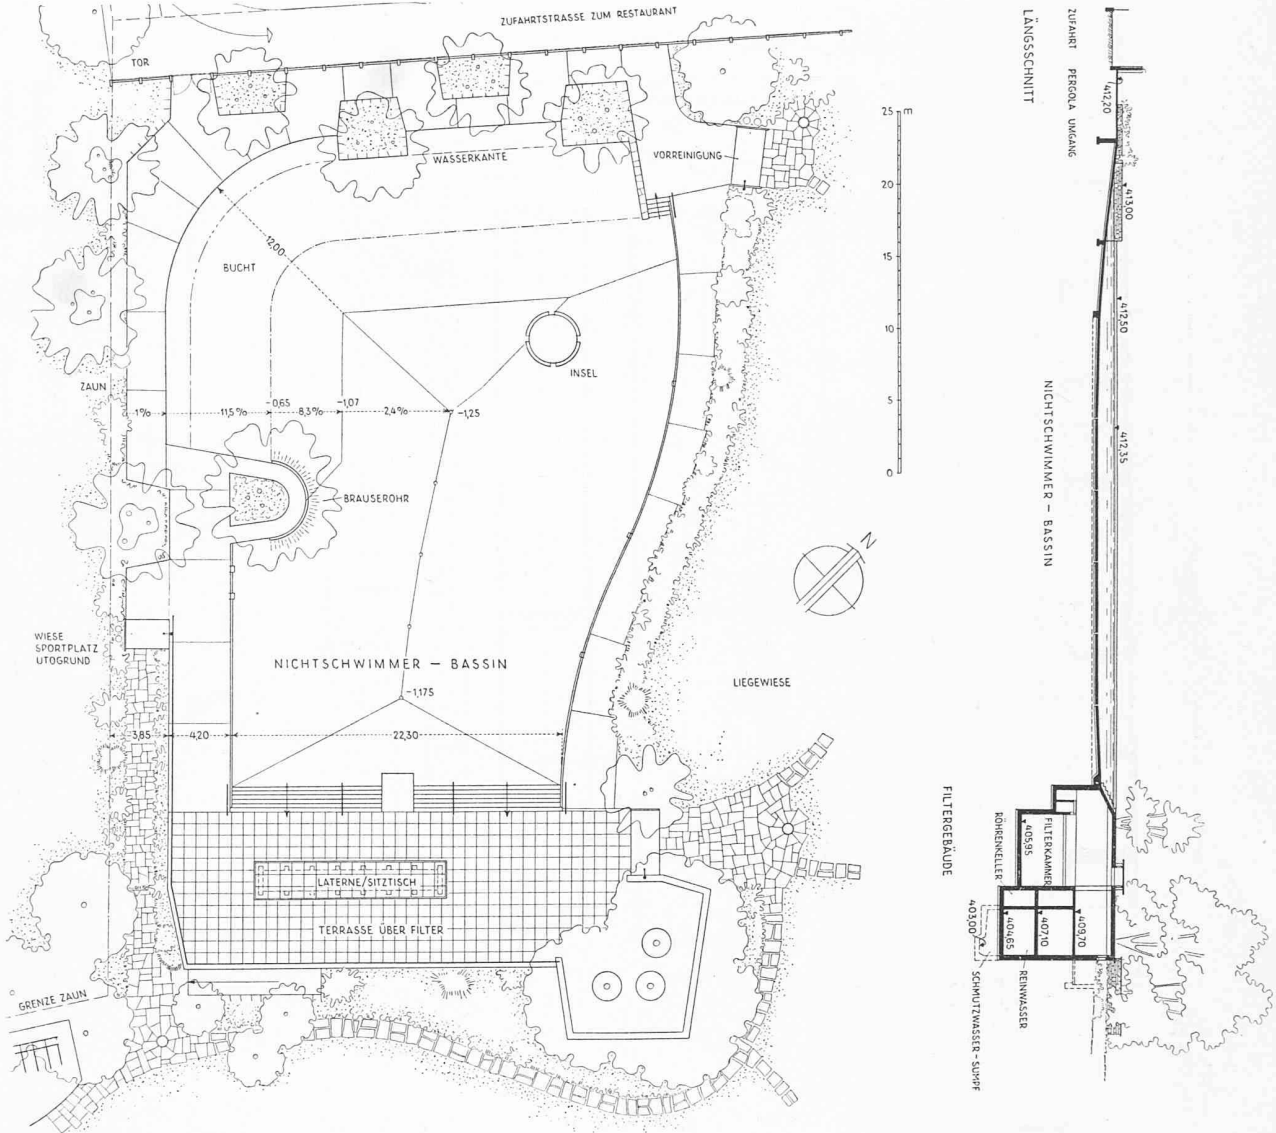 ZUFAHRTSTRASSE ZUM RESTAURANT
TOR
WASSERKANTE
VORREINIGUNG
12,00
BUCHT
INSEL
ZAUN
1%
11,5%
-0,65
8,3%
-1,07
2,4%
-1,25
BRAUSEROHR
WIESE
SPORTPLATZ
UTOGRUND
NICHTSCHWIMMER – BASSIN
-1,175
3,85
4,20
22,30
LIEGEWIESE
N
LATERNE/SITZTISCH
TERRASSE ÜBER FILTER
GRENZE ZAUN
25 m
20
15
10
5
0
LÄNGSSCHNITT
ZUFAHRT PERGOLA UMGANG
412,20
413,00
412,50
412,35
NICHTSCHWIMMER – BASSIN
FILTERGEBÄUDE
RÖHRENKELLER
405,95
FILTERKAMMER
403,00
404,65
407,10
409,70
REINWASSER
SCHMUTZWASSER-SUMPF